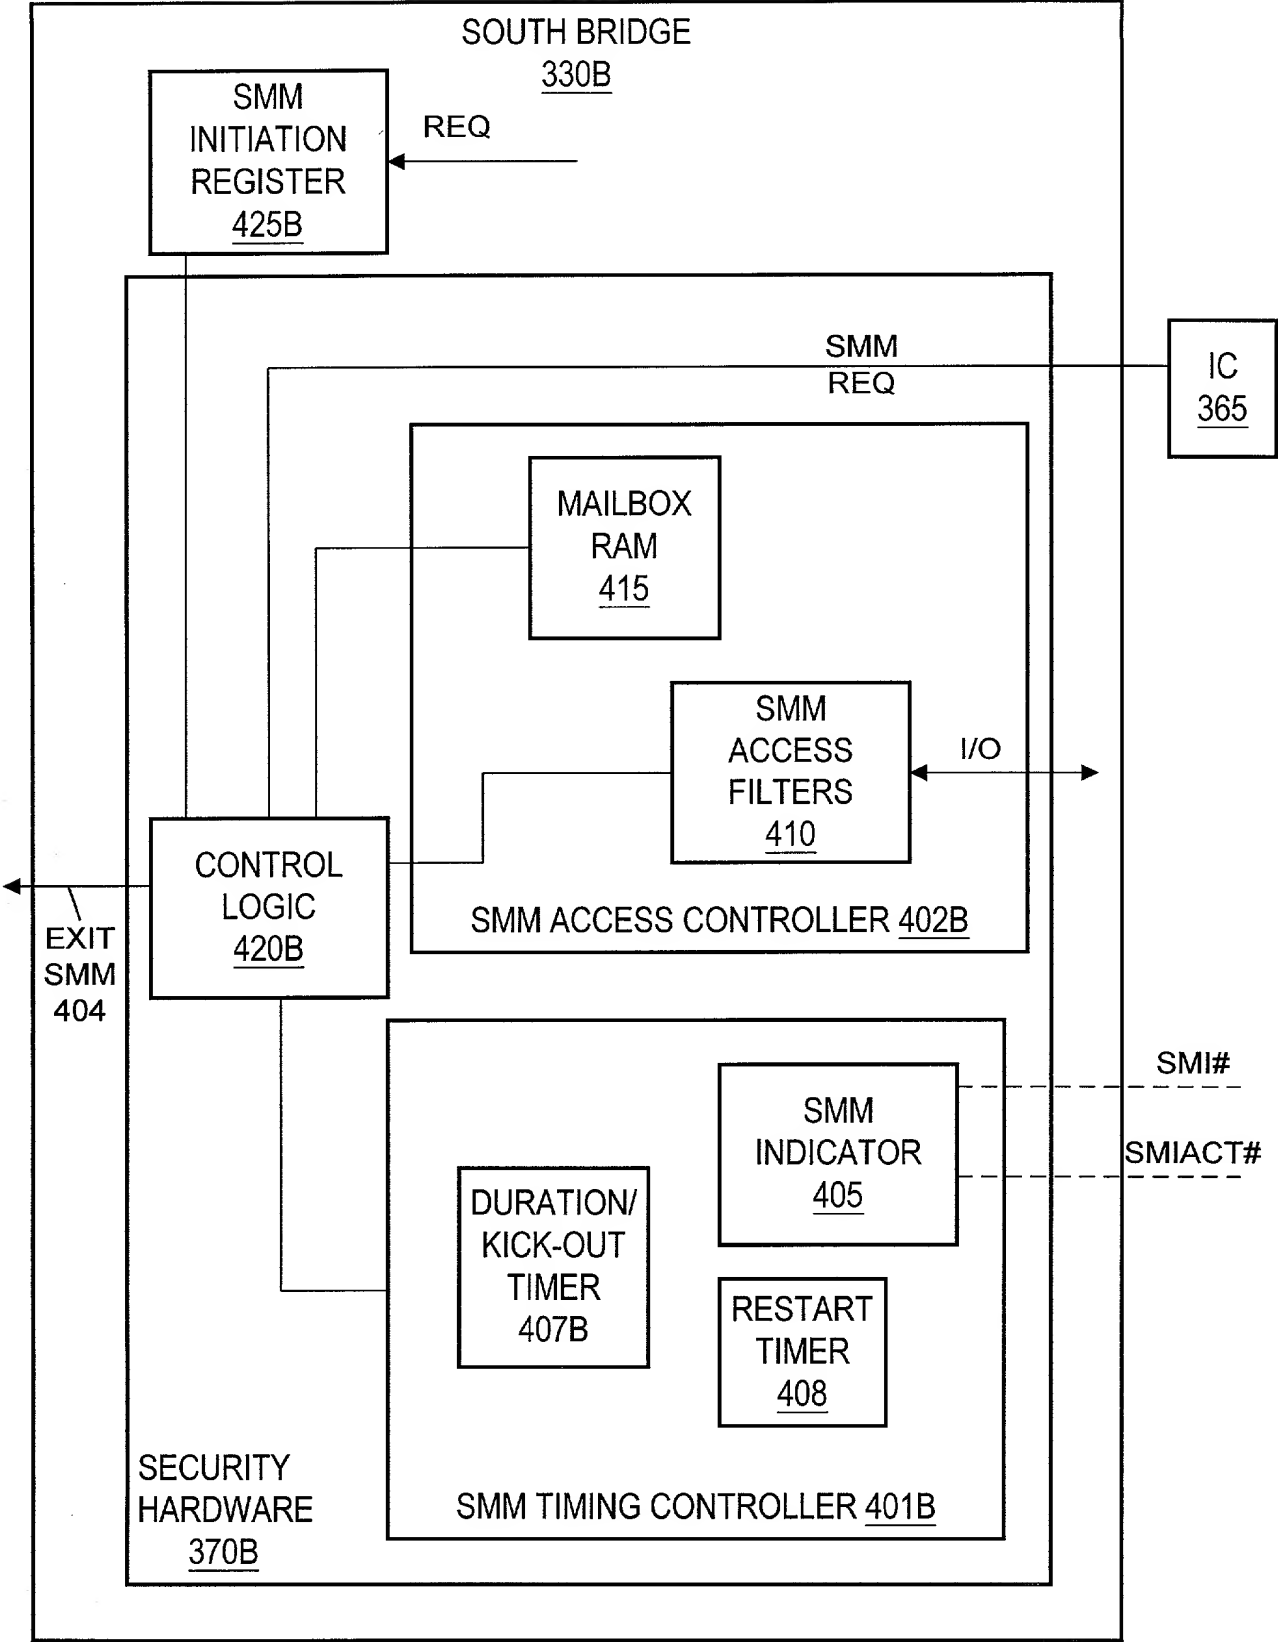 SOUTH BRIDGE
330B
SMM
INITIATION
REGISTER
425B
REQ
SMM
REQ
IC
365
MAILBOX
RAM
415
SMM
ACCESS
FILTERS
410
I/O
SMM ACCESS CONTROLLER 402B
CONTROL
LOGIC
420B
EXIT
SMM
404
SMM
INDICATOR
405
SMI#
SMIACT#
DURATION/
KICK-OUT
TIMER
407B
RESTART
TIMER
408
SMM TIMING CONTROLLER 401B
SECURITY
HARDWARE
370B